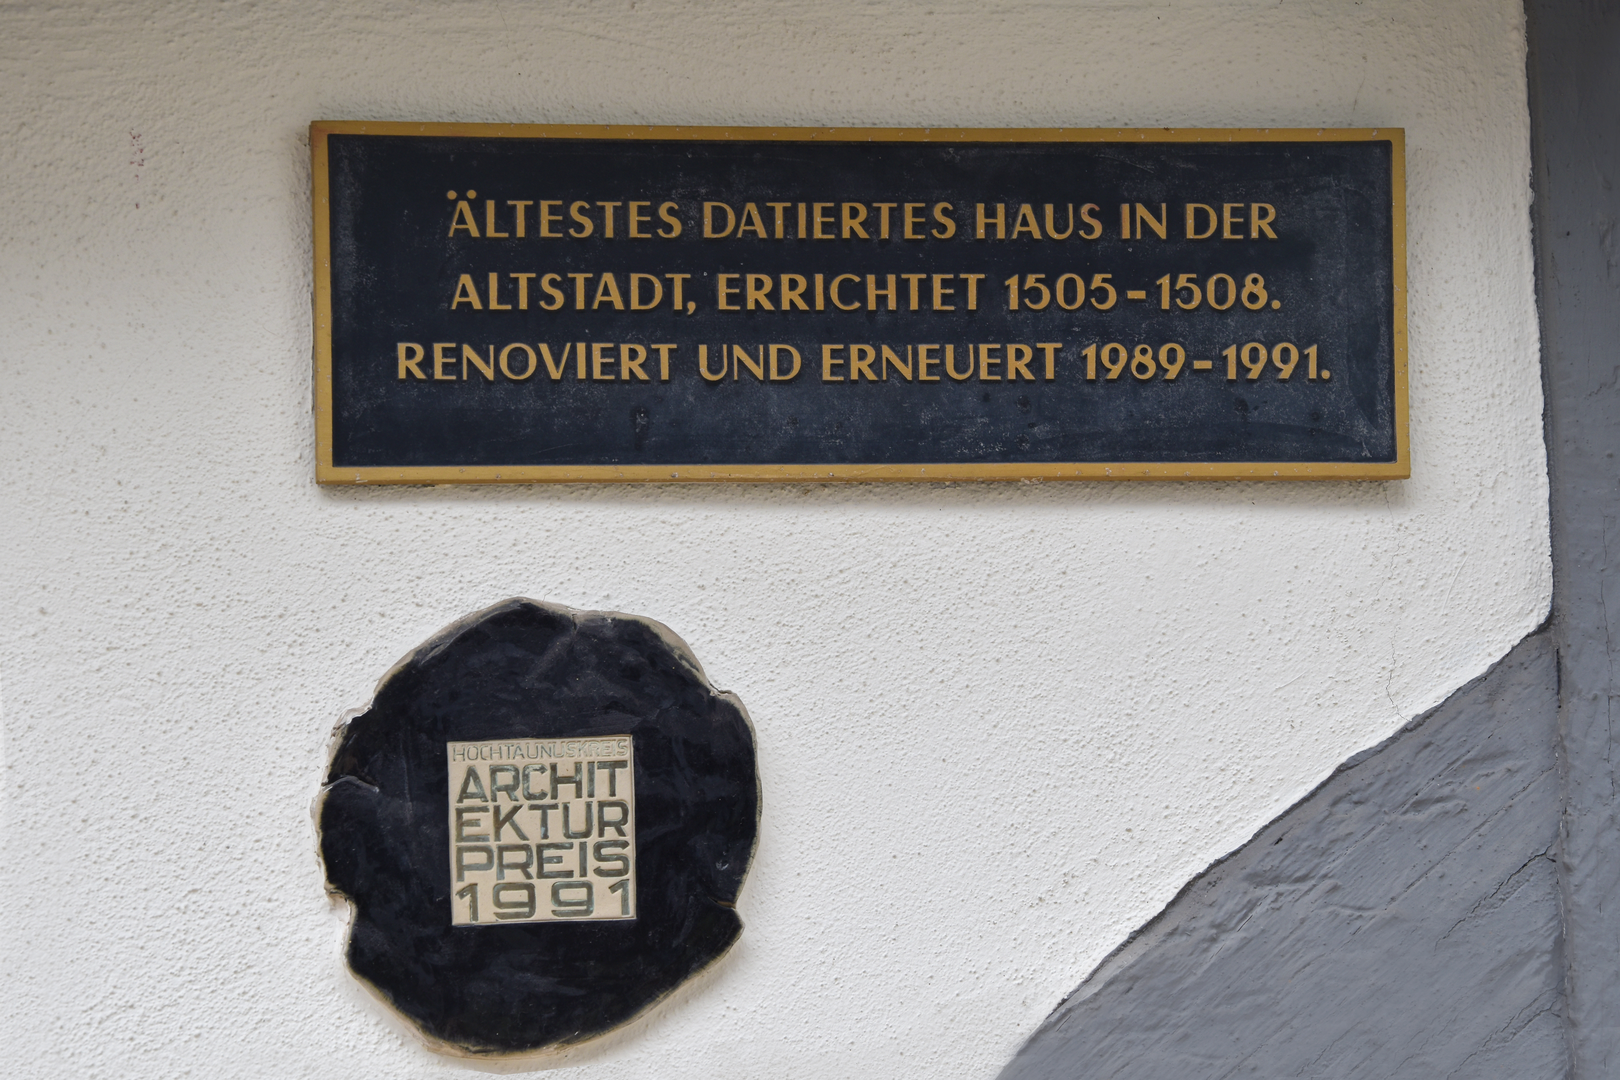 ÄLTESTES DATIERTES HAUS IN DER
ALTSTADT, ERRICHTET 1505-1508.
RENOVIERT UND ERNEUERT 1989-1991.
HOCHTAUNUSKREIS
ARCHIT
EKTUR
PREIS
1991